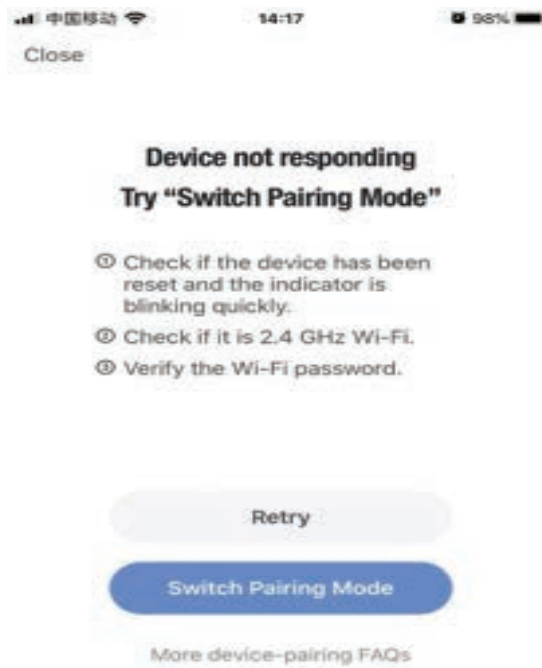 中国移动 14:17 98%
Close
Device not responding
Try “Switch Pairing Mode”
① Check if the device has been
reset and the indicator is
blinking quickly.
② Check if it is 2.4 GHz Wi-Fi.
③ Verify the Wi-Fi password.
Retry
Switch Pairing Mode
More device-pairing FAQs